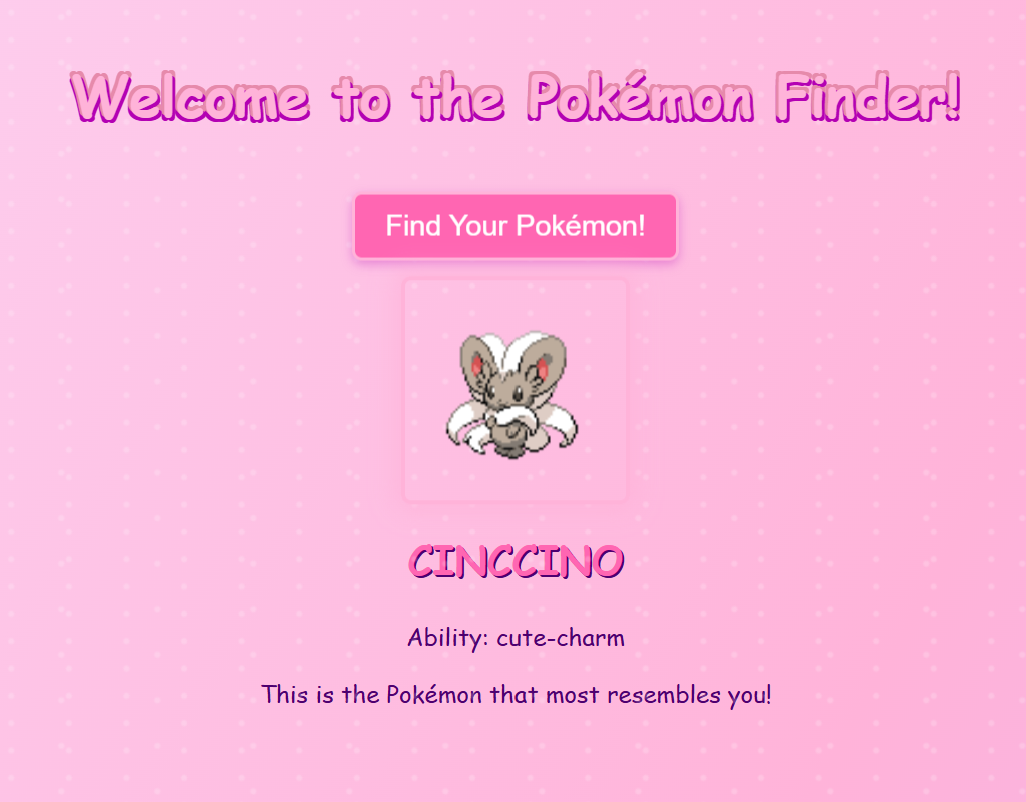 Welcome to the Pokémon Finder!
Find Your Pokémon!
CINCCINO
Ability: cute-charm
This is the Pokémon that most resembles you!